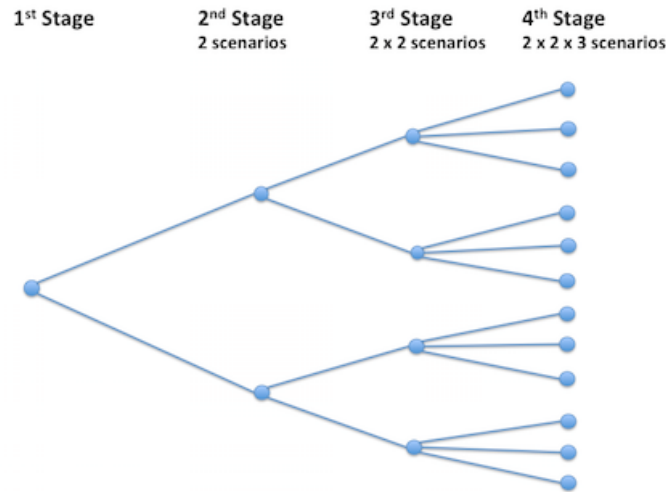 1st Stage
2nd Stage
2 scenarios
3rd Stage
2 x 2 scenarios
4th Stage
2 x 2 x 3 scenarios